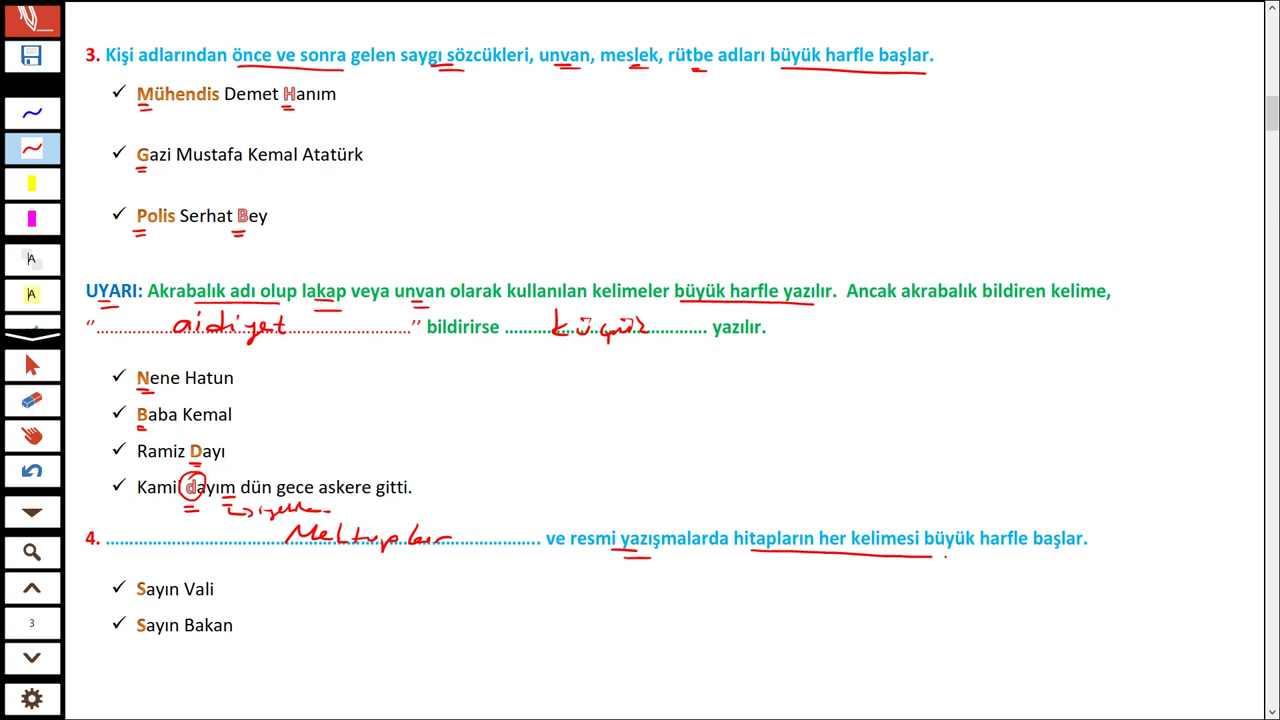 3. Kişi adlarından önce ve sonra gelen saygı sözcükleri, unvan, meslek, rütbe adları büyük harfle başlar.
✓ Mühendis Demet Hanım
✓ Gazi Mustafa Kemal Atatürk
✓ Polis Serhat Bey
UYARI: Akrabalık adı olup lakap veya unvan olarak kullanılan kelimeler büyük harfle yazılır. Ancak akrabalık bildiren kelime,
"..................aidiyet.............................." bildirirse ..........küçük............. yazılır.
✓ Nene Hatun
✓ Baba Kemal
✓ Ramiz Dayı
✓ Kamil dayım dün gece askere gitti.
4. ....................................Mektuplar...................... ve resmi yazışmalarda hitapların her kelimesi büyük harfle başlar.
✓ Sayın Vali
✓ Sayın Bakan
A
A
3